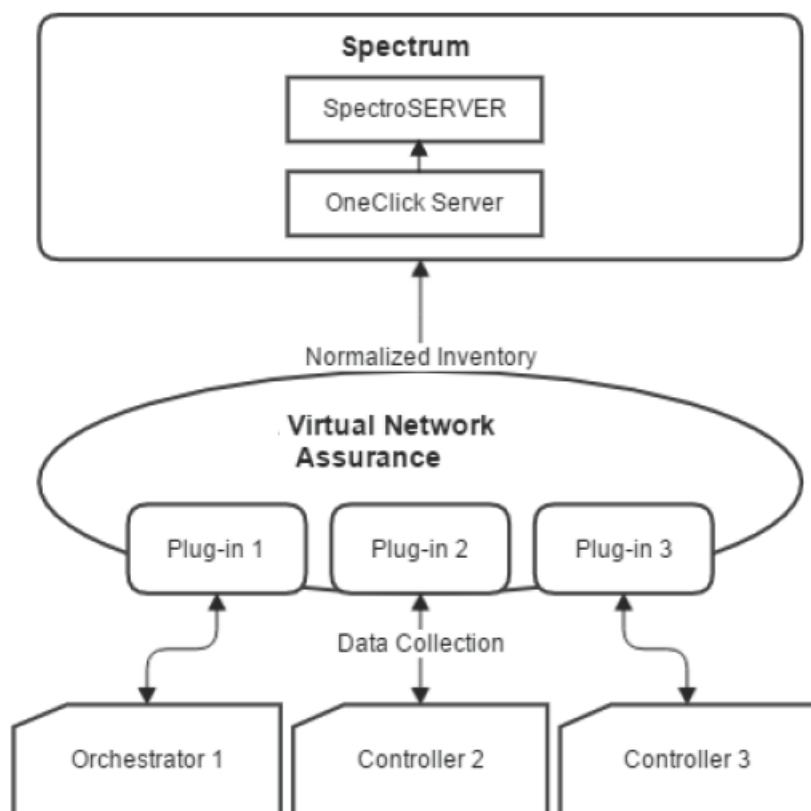 Spectrum
SpectroSERVER
OneClick Server
Normalized Inventory
Virtual Network
Assurance
Plug-in 1
Plug-in 2
Plug-in 3
Data Collection
Orchestrator 1
Controller 2
Controller 3